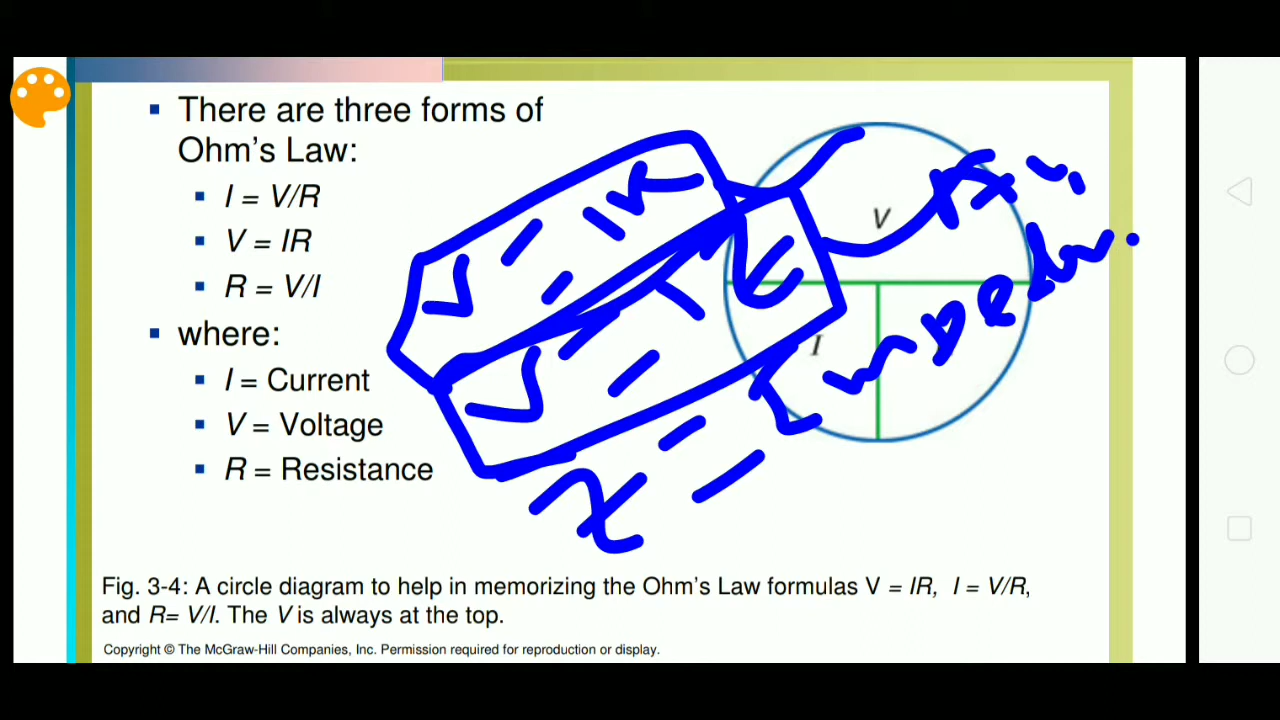 There are three forms of
Ohm's Law:
I = V/R
V = IR
R = V/I
where:
I = Current
V = Voltage
R = Resistance
V
I
V = IR
V = I
Fig. 3-4: A circle diagram to help in memorizing the Ohm's Law formulas V = IR, I = V/R,
and R= V/I. The V is always at the top.
Copyright © The McGraw-Hill Companies, Inc. Permission required for reproduction or display.